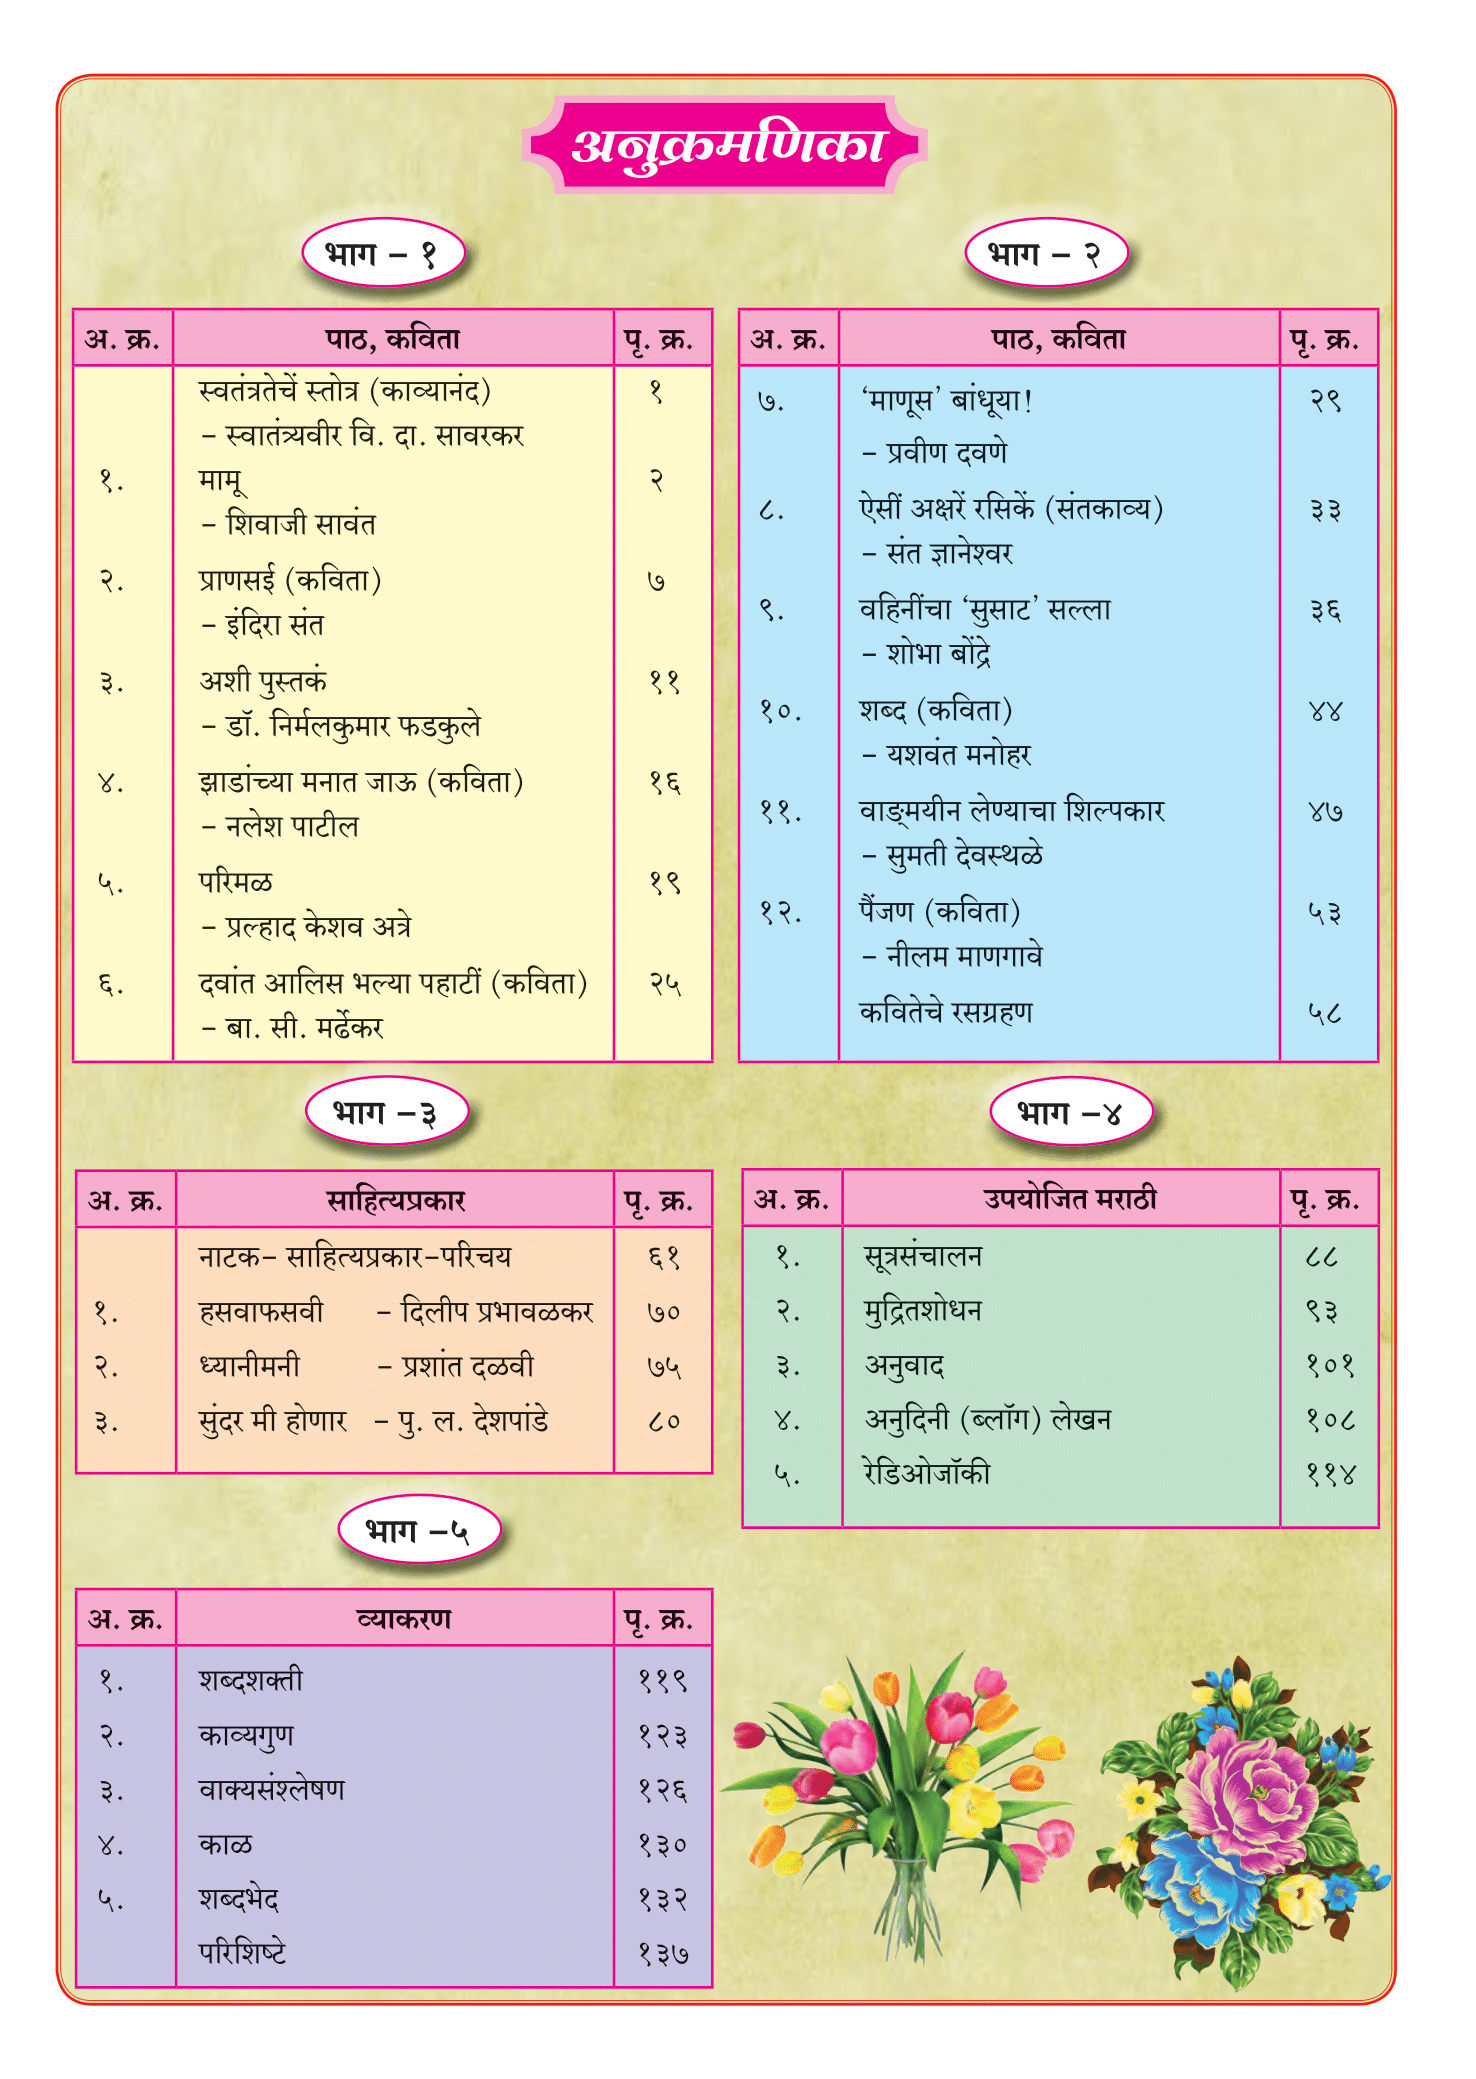 अनुक्रमणिका
भाग – १
अ. क्र. पाठ, कविता पृ. क्र.
स्वतंत्रतेचें स्तोत्र (काव्यानंद) १
– स्वातंत्र्यवीर वि. दा. सावरकर
१. मामू २
– शिवाजी सावंत
२. प्राणसई (कविता) ७
– इंदिरा संत
३. अशी पुस्तकं ११
– डॉ. निर्मलकुमार फडकुले
४. झाडांच्या मनात जाऊ (कविता) १६
– नलेश पाटील
५. परिमळ १९
– प्रल्हाद केशव अत्रे
६. दवांत आलिस भल्या पहाटीं (कविता) २५
– बा. सी. मर्ढेकर
भाग – २
अ. क्र. पाठ, कविता पृ. क्र.
७. ‘माणूस’ बांधूया! २९
– प्रवीण दवणे
८. ऐसीं अक्षरें रसिकें (संतकाव्य) ३३
– संत ज्ञानेश्वर
९. वहिनींचा ‘सुसाट’ सल्ला ३६
– शोभा बोंद्रे
१०. शब्द (कविता) ४४
– यशवंत मनोहर
११. वाङ्‌मयीन लेण्याचा शिल्पकार ४७
– सुमती देवस्थळे
१२. पैंजण (कविता) ५३
– नीलम माणगावे
कवितेचे रसग्रहण ५८
भाग –३
अ. क्र. साहित्यप्रकार पृ. क्र.
नाटक– साहित्यप्रकार–परिचय ६१
१. हसवाफसवी – दिलीप प्रभावळकर ७०
२. ध्यानीमनी – प्रशांत दळवी ७५
३. सुंदर मी होणार – पु. ल. देशपांडे ८०
भाग –४
अ. क्र. उपयोजित मराठी पृ. क्र.
१. सूत्रसंचालन ८८
२. मुद्रितशोधन ९३
३. अनुवाद १०१
४. अनुदिनी (ब्लॉग) लेखन १०८
५. रेडिओजॉकी ११४
भाग –५
अ. क्र. व्याकरण पृ. क्र.
१. शब्दशक्ती ११९
२. काव्यगुण १२३
३. वाक्यसंश्लेषण १२६
४. काळ १३०
५. शब्दभेद १३२
परिशिष्टे १३७